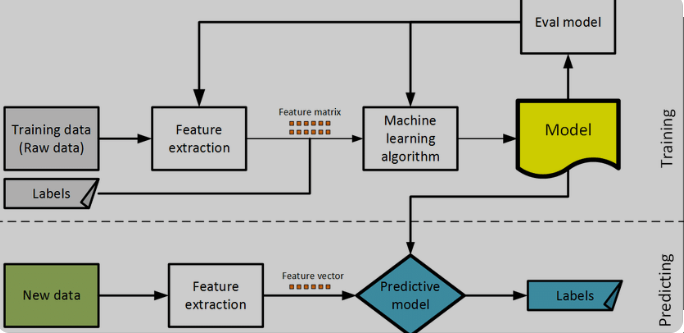 Eval model
Feature matrix
Training data
(Raw data)
Feature
extraction
Machine
learning
algorithm
Model
Training
Labels
Predicting
Feature vector
New data
Feature
extraction
Predictive
model
Labels